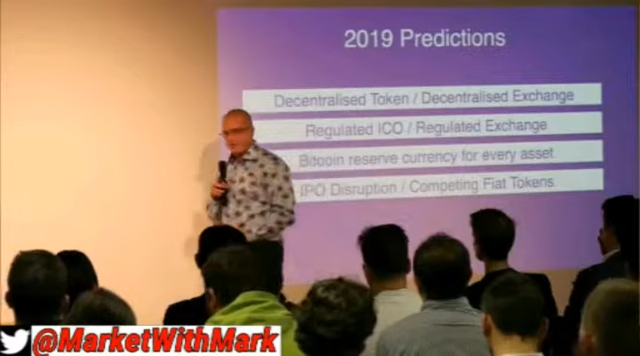 2019 Predictions
Decentralised Token / Decentralised Exchange
Regulated ICO / Regulated Exchange
Bitcoin reserve currency for every asset
IPO Disruption / Competing Fiat Tokens
@MarketWithMark